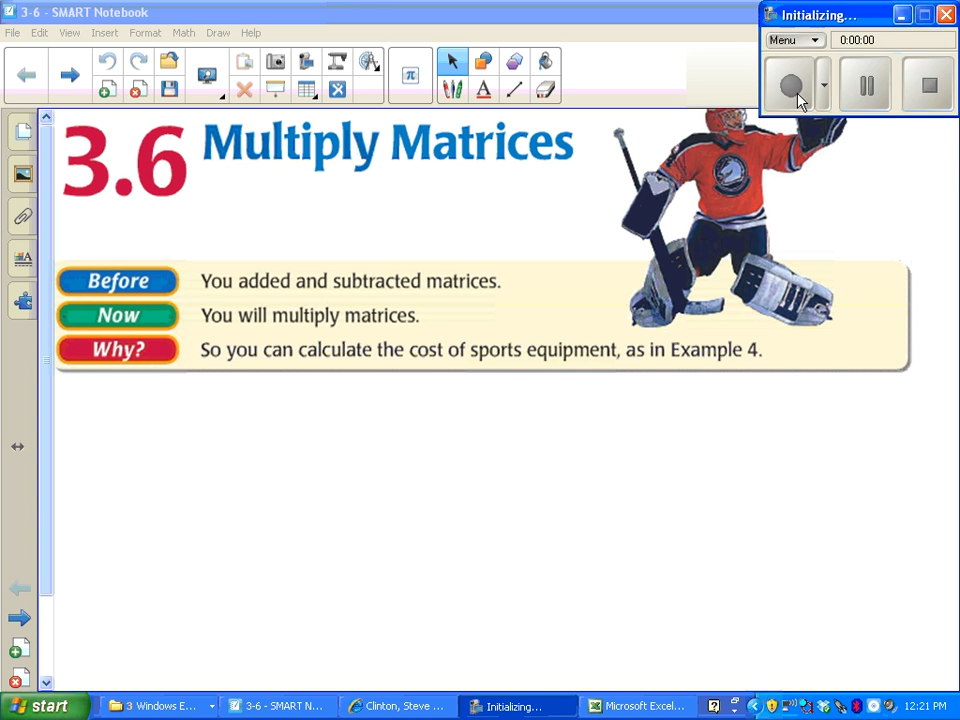 3-6 - SMART Notebook
Initializing...
File Edit View Insert Format Math Draw Help
Menu
0:00:00
π
A
3.6 Multiply Matrices
Before You added and subtracted matrices.
Now You will multiply matrices.
Why? So you can calculate the cost of sports equipment, as in Example 4.
start
3 Windows E...
3-6 - SMART N...
Clinton, Steve ...
Initializing...
Microsoft Excel...
12:21 PM